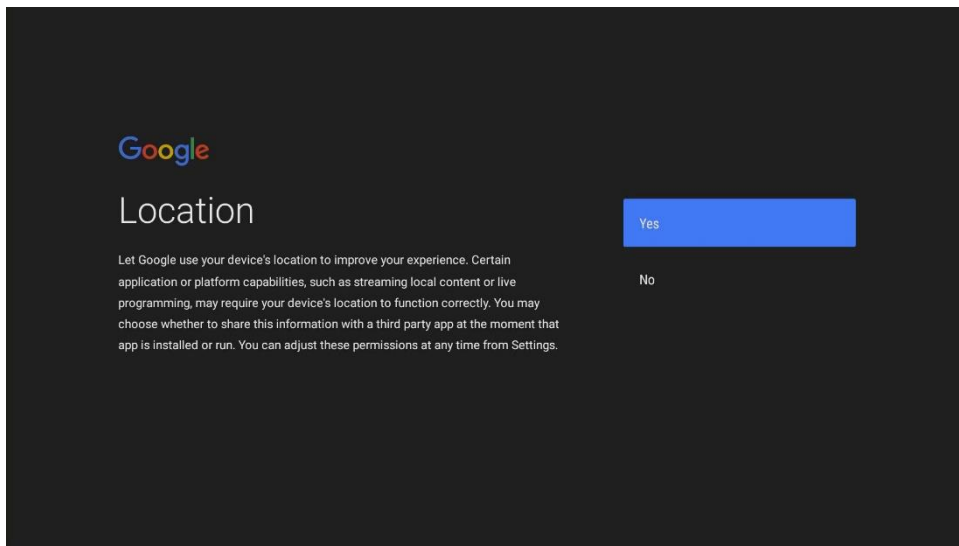 Google
Location
Let Google use your device's location to improve your experience. Certain
application or platform capabilities, such as streaming local content or live
programming, may require your device's location to function correctly. You may
choose whether to share this information with a third party app at the moment that
app is installed or run. You can adjust these permissions at any time from Settings.
Yes
No